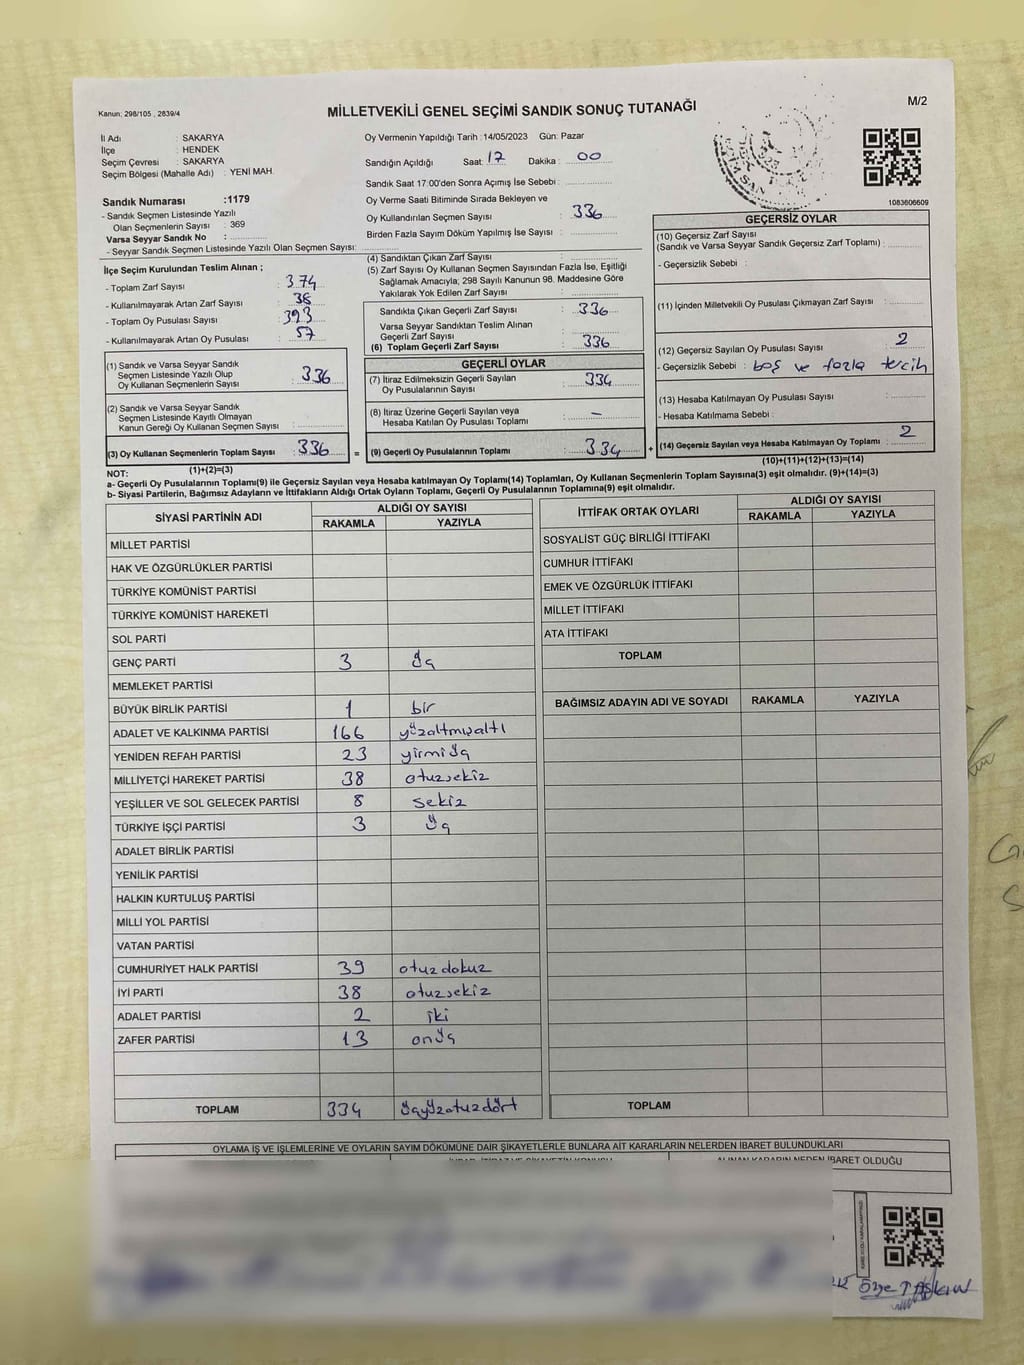 Kanun: 298/105 , 2839/4
MİLLETVEKİLİ GENEL SEÇİMİ SANDIK SONUÇ TUTANAĞI
M/2
İl Adı : SAKARYA
İlçe : HENDEK
Seçim Çevresi : SAKARYA
Seçim Bölgesi (Mahalle Adı) : YENİ MAH.
Oy Vermenin Yapıldığı Tarih :14/05/2023 Gün: Pazar
Sandığın Açıldığı Saat: 17 Dakika : 00
Sandık Saat 17:00'den Sonra Açımış İse Sebebi :
Sandık Numarası :1179
- Sandık Seçmen Listesinde Yazılı
Olan Seçmenlerin Sayısı : 369
Varsa Seyyar Sandık No :
- Seyyar Sandık Seçmen Listesinde Yazılı Olan Seçmen Sayısı:
Oy Verme Saati Bitiminde Sırada Bekleyen ve
Oy Kullandırılan Seçmen Sayısı : 336
Birden Fazla Sayım Döküm Yapılmış İse Sayısı :
1083606609
İlçe Seçim Kurulundan Teslim Alınan ;
- Toplam Zarf Sayısı : 374
- Kullanılmayarak Artan Zarf Sayısı : 38
- Toplam Oy Pusulası Sayısı : 393
- Kullanılmayarak Artan Oy Pusulası : 57
(1) Sandık ve Varsa Seyyar Sandık
Seçmen Listesinde Yazılı Olup
Oy Kullanan Seçmenlerin Sayısı : 336
(2) Sandık ve Varsa Seyyar Sandık
Seçmen Listesinde Kayıtlı Olmayan
Kanun Gereği Oy Kullanan Seçmen Sayısı :
(3) Oy Kullanan Seçmenlerin Toplam Sayısı : 336
(1)+(2)=(3)
(4) Sandıktan Çıkan Zarf Sayısı :
(5) Zarf Sayısı Oy Kullanan Seçmen Sayısından Fazla İse, Eşitliği
Sağlamak Amacıyla; 298 Sayılı Kanunun 98. Maddesine Göre
Yakılarak Yok Edilen Zarf Sayısı :
Sandıkta Çıkan Geçerli Zarf Sayısı : 336
Varsa Seyyar Sandıktan Teslim Alınan
Geçerli Zarf Sayısı :
(6) Toplam Geçerli Zarf Sayısı : 336
GEÇERLİ OYLAR
(7) İtiraz Edilmeksizin Geçerli Sayılan
Oy Pusulalarının Sayısı : 334
(8) İtiraz Üzerine Geçerli Sayılan veya
Hesaba Katılan Oy Pusulası Toplamı : –
= (9) Geçerli Oy Pusulalarının Toplamı : 334 +
GEÇERSİZ OYLAR
(10) Geçersiz Zarf Sayısı
(Sandık ve Varsa Seyyar Sandık Geçersiz Zarf Toplamı) :
- Geçersizlik Sebebi :
(11) İçinden Milletvekili Oy Pusulası Çıkmayan Zarf Sayısı :
(12) Geçersiz Sayılan Oy Pusulası Sayısı : 2
- Geçersizlik Sebebi : boş ve fazla tercih
(13) Hesaba Katılmayan Oy Pusulası Sayısı :
- Hesaba Katılmama Sebebi :
(14) Geçersiz Sayılan veya Hesaba Katılmayan Oy Toplamı : 2
(10)+(11)+(12)+(13)=(14)
NOT:
a- Geçerli Oy Pusulalarının Toplamı(9) ile Geçersiz Sayılan veya Hesaba Katılmayan Oy Toplamı(14) Toplamları, Oy Kullanan Seçmenlerin Toplam Sayısına(3) eşit olmalıdır. (9)+(14)=(3)
b- Siyasi Partilerin, Bağımsız Adayların ve İttifakların Aldığı Ortak Oyların Toplamı, Geçerli Oy Pusulalarının Toplamına(9) eşit olmalıdır.
SİYASİ PARTİNİN ADI ALDIĞI OY SAYISI
RAKAMLA YAZIYLA
MİLLET PARTİSİ
HAK VE ÖZGÜRLÜKLER PARTİSİ
TÜRKİYE KOMÜNİST PARTİSİ
TÜRKİYE KOMÜNİST HAREKETİ
SOL PARTİ
GENÇ PARTİ 3 üç
MEMLEKET PARTİSİ
BÜYÜK BİRLİK PARTİSİ 1 bir
ADALET VE KALKINMA PARTİSİ 166 yüzaltmışaltı
YENİDEN REFAH PARTİSİ 23 yirmiüç
MİLLİYETÇİ HAREKET PARTİSİ 38 otuzsekiz
YEŞİLLER VE SOL GELECEK PARTİSİ 8 sekiz
TÜRKİYE İŞÇİ PARTİSİ 3 üç
ADALET BİRLİK PARTİSİ
YENİLİK PARTİSİ
HALKIN KURTULUŞ PARTİSİ
MİLLİ YOL PARTİSİ
VATAN PARTİSİ
CUMHURİYET HALK PARTİSİ 39 otuzdokuz
İYİ PARTİ 38 otuzsekiz
ADALET PARTİSİ 2 iki
ZAFER PARTİSİ 13 onüç
TOPLAM 334 üçyüzotuzdört
İTTİFAK ORTAK OYLARI ALDIĞI OY SAYISI
RAKAMLA YAZIYLA
SOSYALİST GÜÇ BİRLİĞİ İTTİFAKI
CUMHUR İTTİFAKI
EMEK VE ÖZGÜRLÜK İTTİFAKI
MİLLET İTTİFAKI
ATA İTTİFAKI
TOPLAM
BAĞIMSIZ ADAYIN ADI VE SOYADI RAKAMLA YAZIYLA
TOPLAM
OYLAMA İŞ VE İŞLEMLERİNE VE OYLARIN SAYIM DÖKÜMÜNE DAİR ŞİKAYETLERLE BUNLARA AİT KARARLARIN NELERDEN İBARET BULUNDUKLARI
ALINAN KARARIN NEDEN İBARET OLDUĞU